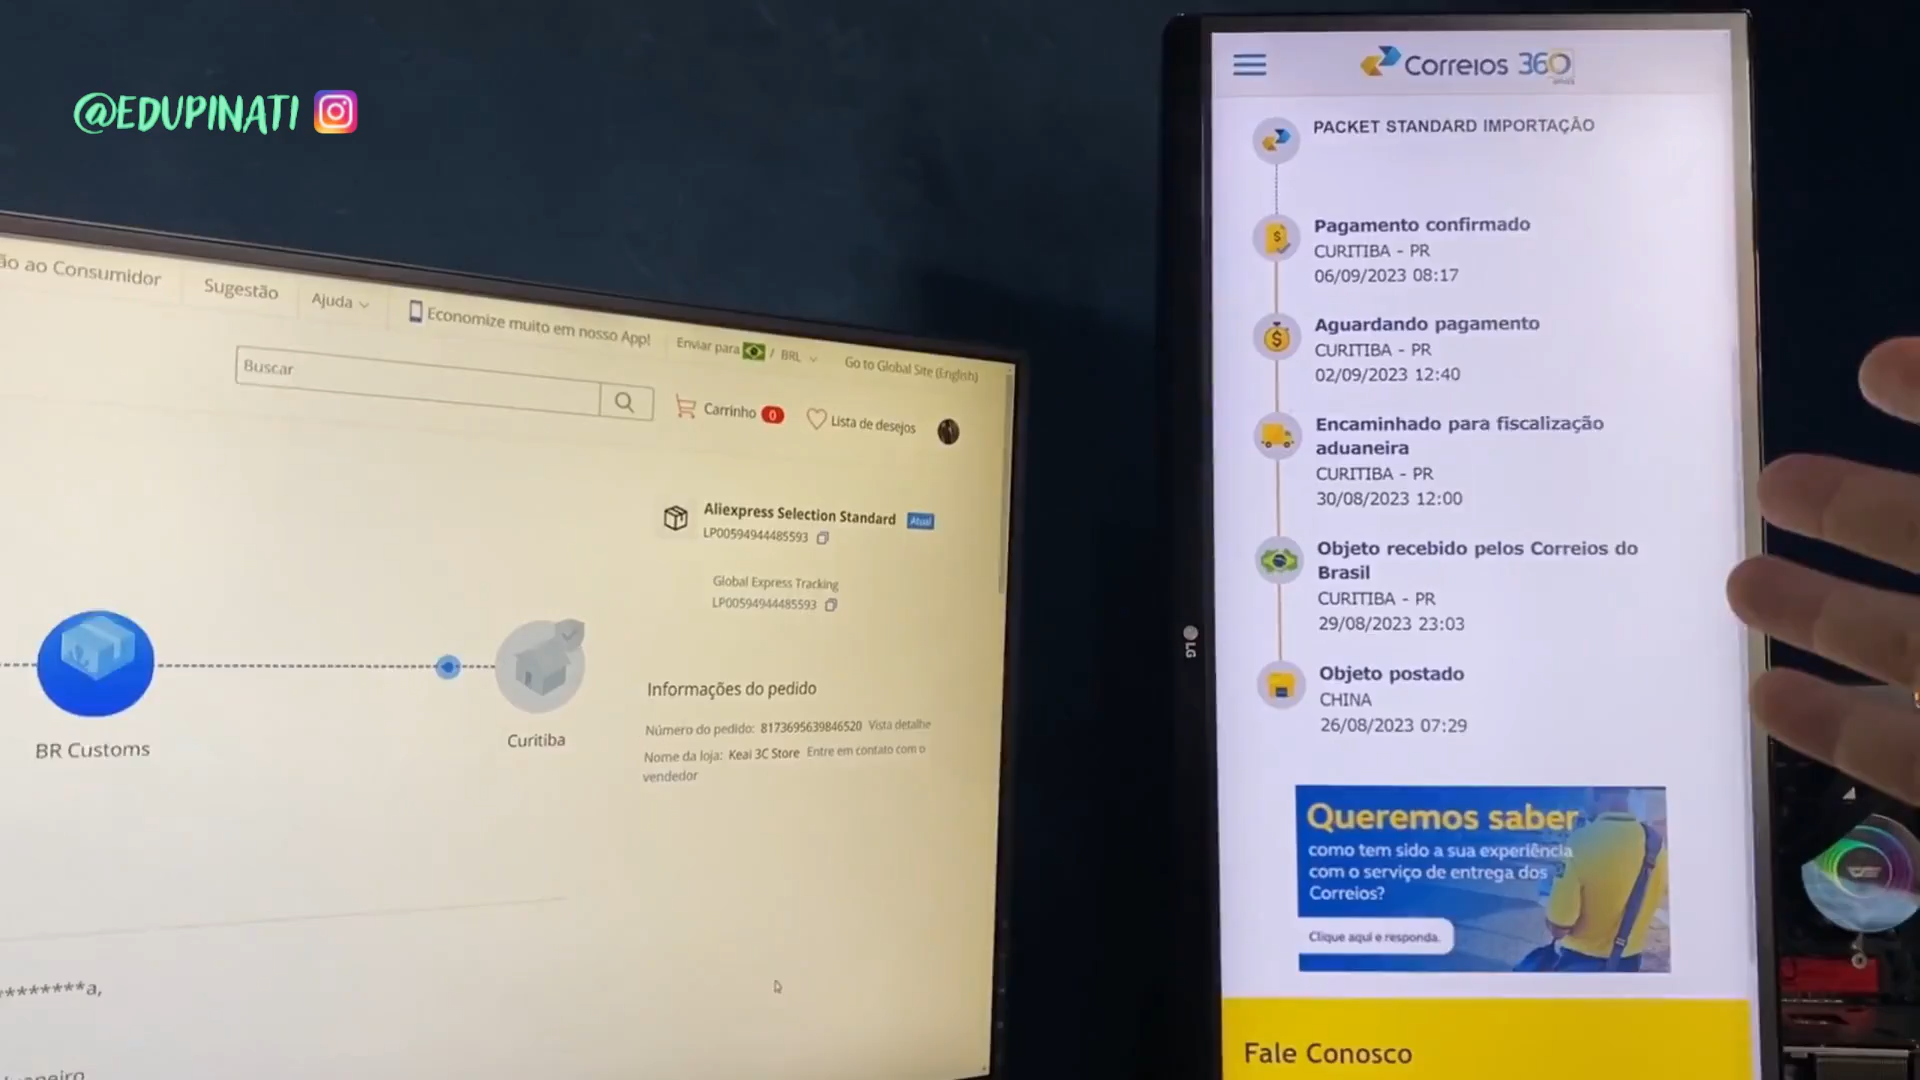 @EDUPINATI
ão ao Consumidor
Sugestão
Ajuda
Economize muito em nosso App!
Enviar para / BRL
Go to Global Site (English)
Buscar
Carrinho 0
Lista de desejos
Aliexpress Selection Standard Atual
LP00594944485593
Global Express Tracking
LP00594944485593
BR Customs
Curitiba
Informações do pedido
Número do pedido: 8173695639846520 Vista detalhe
Nome da loja: Keai 3C Store Entre em contato com o
vendedor
********a,
LG
Correios 360
PACKET STANDARD IMPORTAÇÃO
Pagamento confirmado
CURITIBA - PR
06/09/2023 08:17
Aguardando pagamento
CURITIBA - PR
02/09/2023 12:40
Encaminhado para fiscalização
aduaneira
CURITIBA - PR
30/08/2023 12:00
Objeto recebido pelos Correios do
Brasil
CURITIBA - PR
29/08/2023 23:03
Objeto postado
CHINA
26/08/2023 07:29
Queremos saber
como tem sido a sua experiência
com o serviço de entrega dos
Correios?
Clique aqui e responda.
Fale Conosco